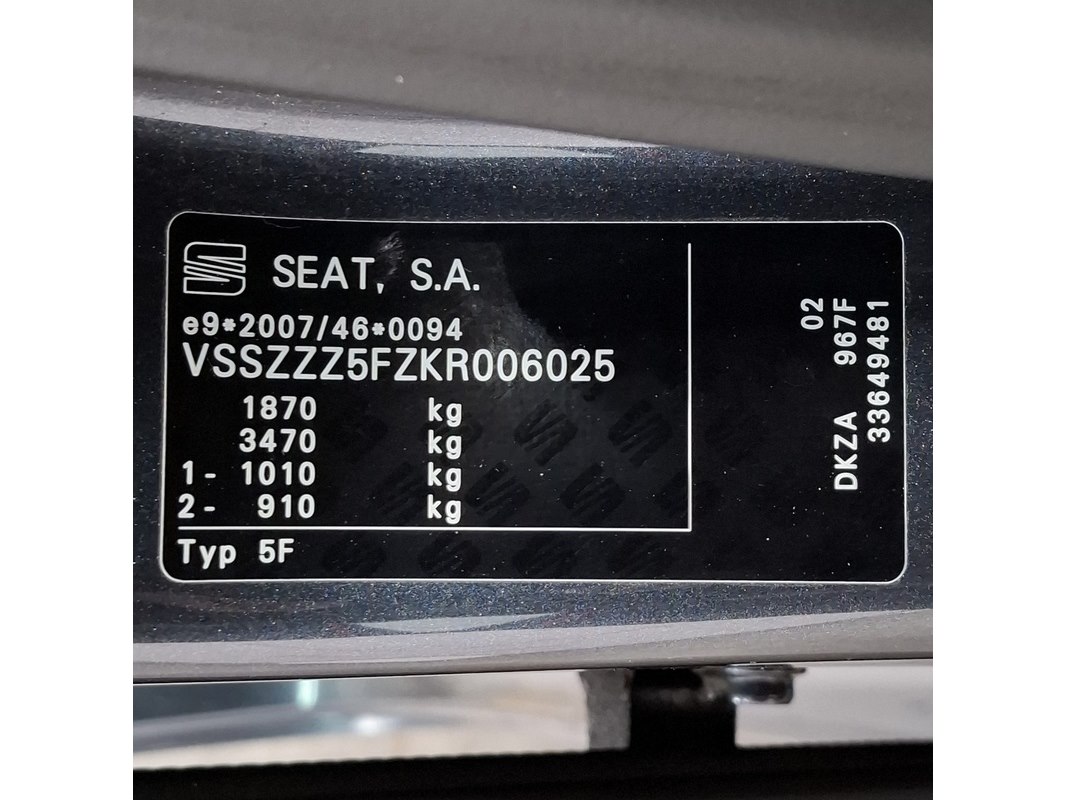 SEAT, S.A.
e9*2007/46*0094
VSSZZZ5FZKR006025
1870 kg
3470 kg
1- 1010 kg
2- 910 kg
Typ 5F
02
DKZA 967F
33649481